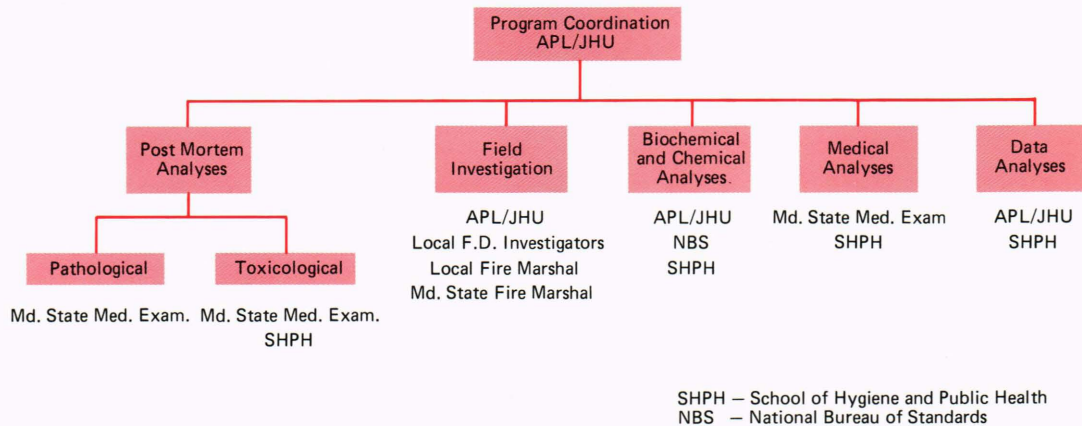 Program Coordination
APL/JHU
Post Mortem
Analyses
Field
Investigation
Biochemical
and Chemical
Analyses.
Medical
Analyses
Data
Analyses
Pathological
Toxicological
Md. State Med. Exam.
Md. State Med. Exam.
SHPH
APL/JHU
Local F.D. Investigators
Local Fire Marshal
Md. State Fire Marshal
APL/JHU
NBS
SHPH
Md. State Med. Exam
SHPH
APL/JHU
SHPH
SHPH – School of Hygiene and Public Health
NBS – National Bureau of Standards